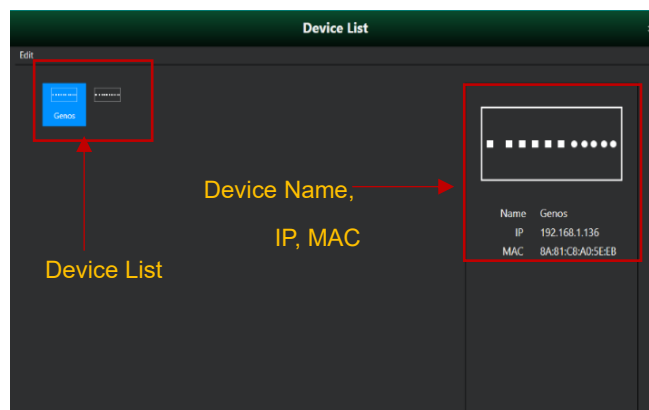 Device List
Edit
Genos
Device Name,
IP, MAC
Device List
Name Genos
IP 192.168.1.136
MAC 8A:81:C8:A0:5E:EB